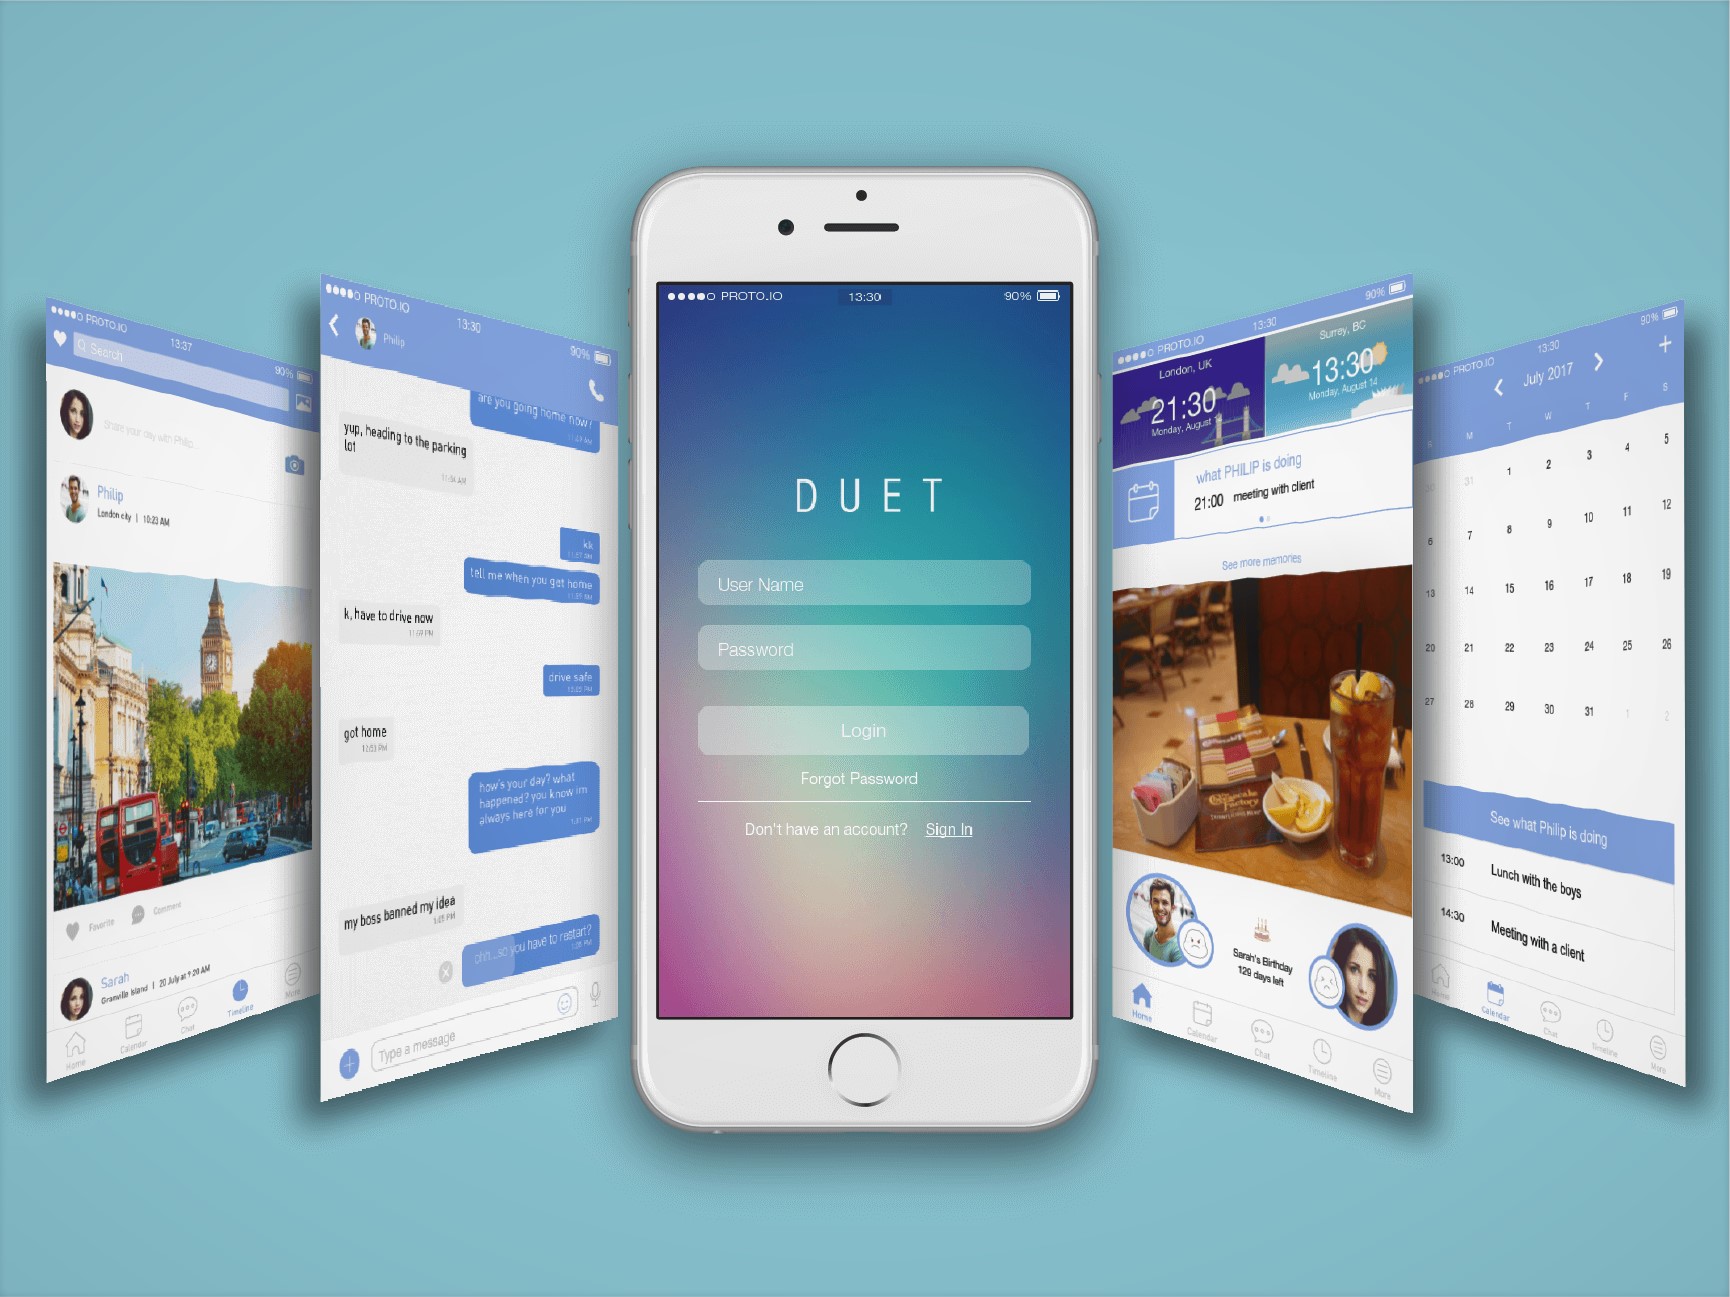 PROTO.IO
13:37
90%
Search
Share your day with Philip
Philip
London city | 10:23 AM
Favorite
Comment
Sarah
Granville Island | 20 July at 9:20 AM
Home
Calendar
Chat
Timeline
More
PROTO.IO
13:30
90%
Philip
are you going home now?
yup, heading to the parking
lot
kk
tell me when you got home
k, have to drive now
drive safe
got home
12:53 PM
how's your day? what
happened? you know im
always here for you
my boss banned my idea
1:05 PM
ohh...so you have to restart?
Type a message
PROTO.IO
13:30
90%
DUET
User Name
Password
Login
Forgot Password
Don't have an account? Sign In
PROTO.IO
13:30
90%
London, UK
21:30
Monday, August
Surrey, BC
13:30
Monday, August 14
what PHILIP is doing
21:00 meeting with client
See more memories
Sarah's Birthday
129 days left
Home
Calendar
Chat
Timeline
More
PROTO.IO
13:30
90%
July 2017
S M T W T F S
30 31 1 2 3 4 5
6 7 8 9 10 11 12
13 14 15 16 17 18 19
20 21 22 23 24 25 26
27 28 29 30 31 1 2
See what Philip is doing
13:00 Lunch with the boys
14:30 Meeting with a client
Home
Calendar
Chat
Timeline
More